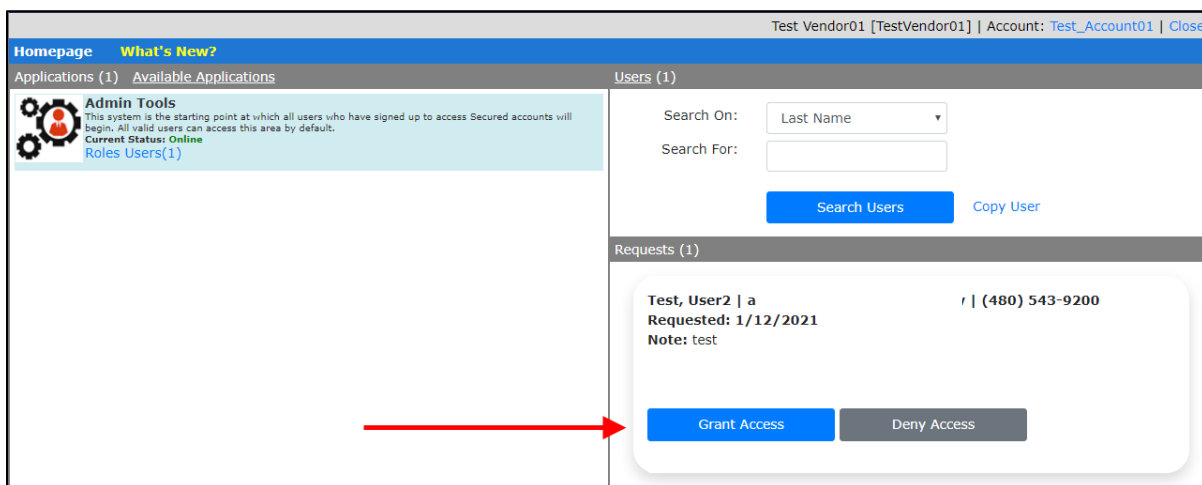 Test Vendor01 [TestVendor01] | Account: Test_Account01 | Close
Homepage What's New?
Applications (1) Available Applications
Admin Tools
This system is the starting point at which all users who have signed up to access Secured accounts will
begin. All valid users can access this area by default.
Current Status: Online
Roles Users(1)
Users (1)
Search On: Last Name
Search For:
Search Users Copy User
Requests (1)
Test, User2 | a | (480) 543-9200
Requested: 1/12/2021
Note: test
Grant Access Deny Access